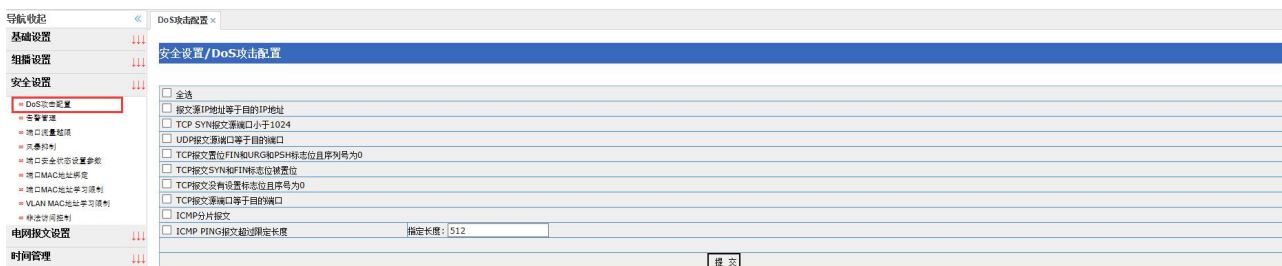 导航收起 «
基础设置 ↓↓↓
组播设置 ↓↓↓
安全设置 ↓↓↓
DoS攻击配置
告警管理
端口流量越限
风暴抑制
端口安全状态设置参数
端口MAC地址绑定
端口MAC地址学习限制
VLAN MAC地址学习限制
非法访问控制
电网报文设置 ↓↓↓
时间管理 ↓↓↓
DoS攻击配置 ×
安全设置/DoS攻击配置
全选
报文源IP地址等于目的IP地址
TCP SYN报文源端口小于1024
UDP报文源端口等于目的端口
TCP报文置位FIN和URG和PSH标志位且序列号为0
TCP报文SYN和FIN标志位被置位
TCP报文没有设置标志位且序号为0
TCP报文源端口等于目的端口
ICMP分片报文
ICMP PING报文超过限定长度 指定长度: 512
提 交